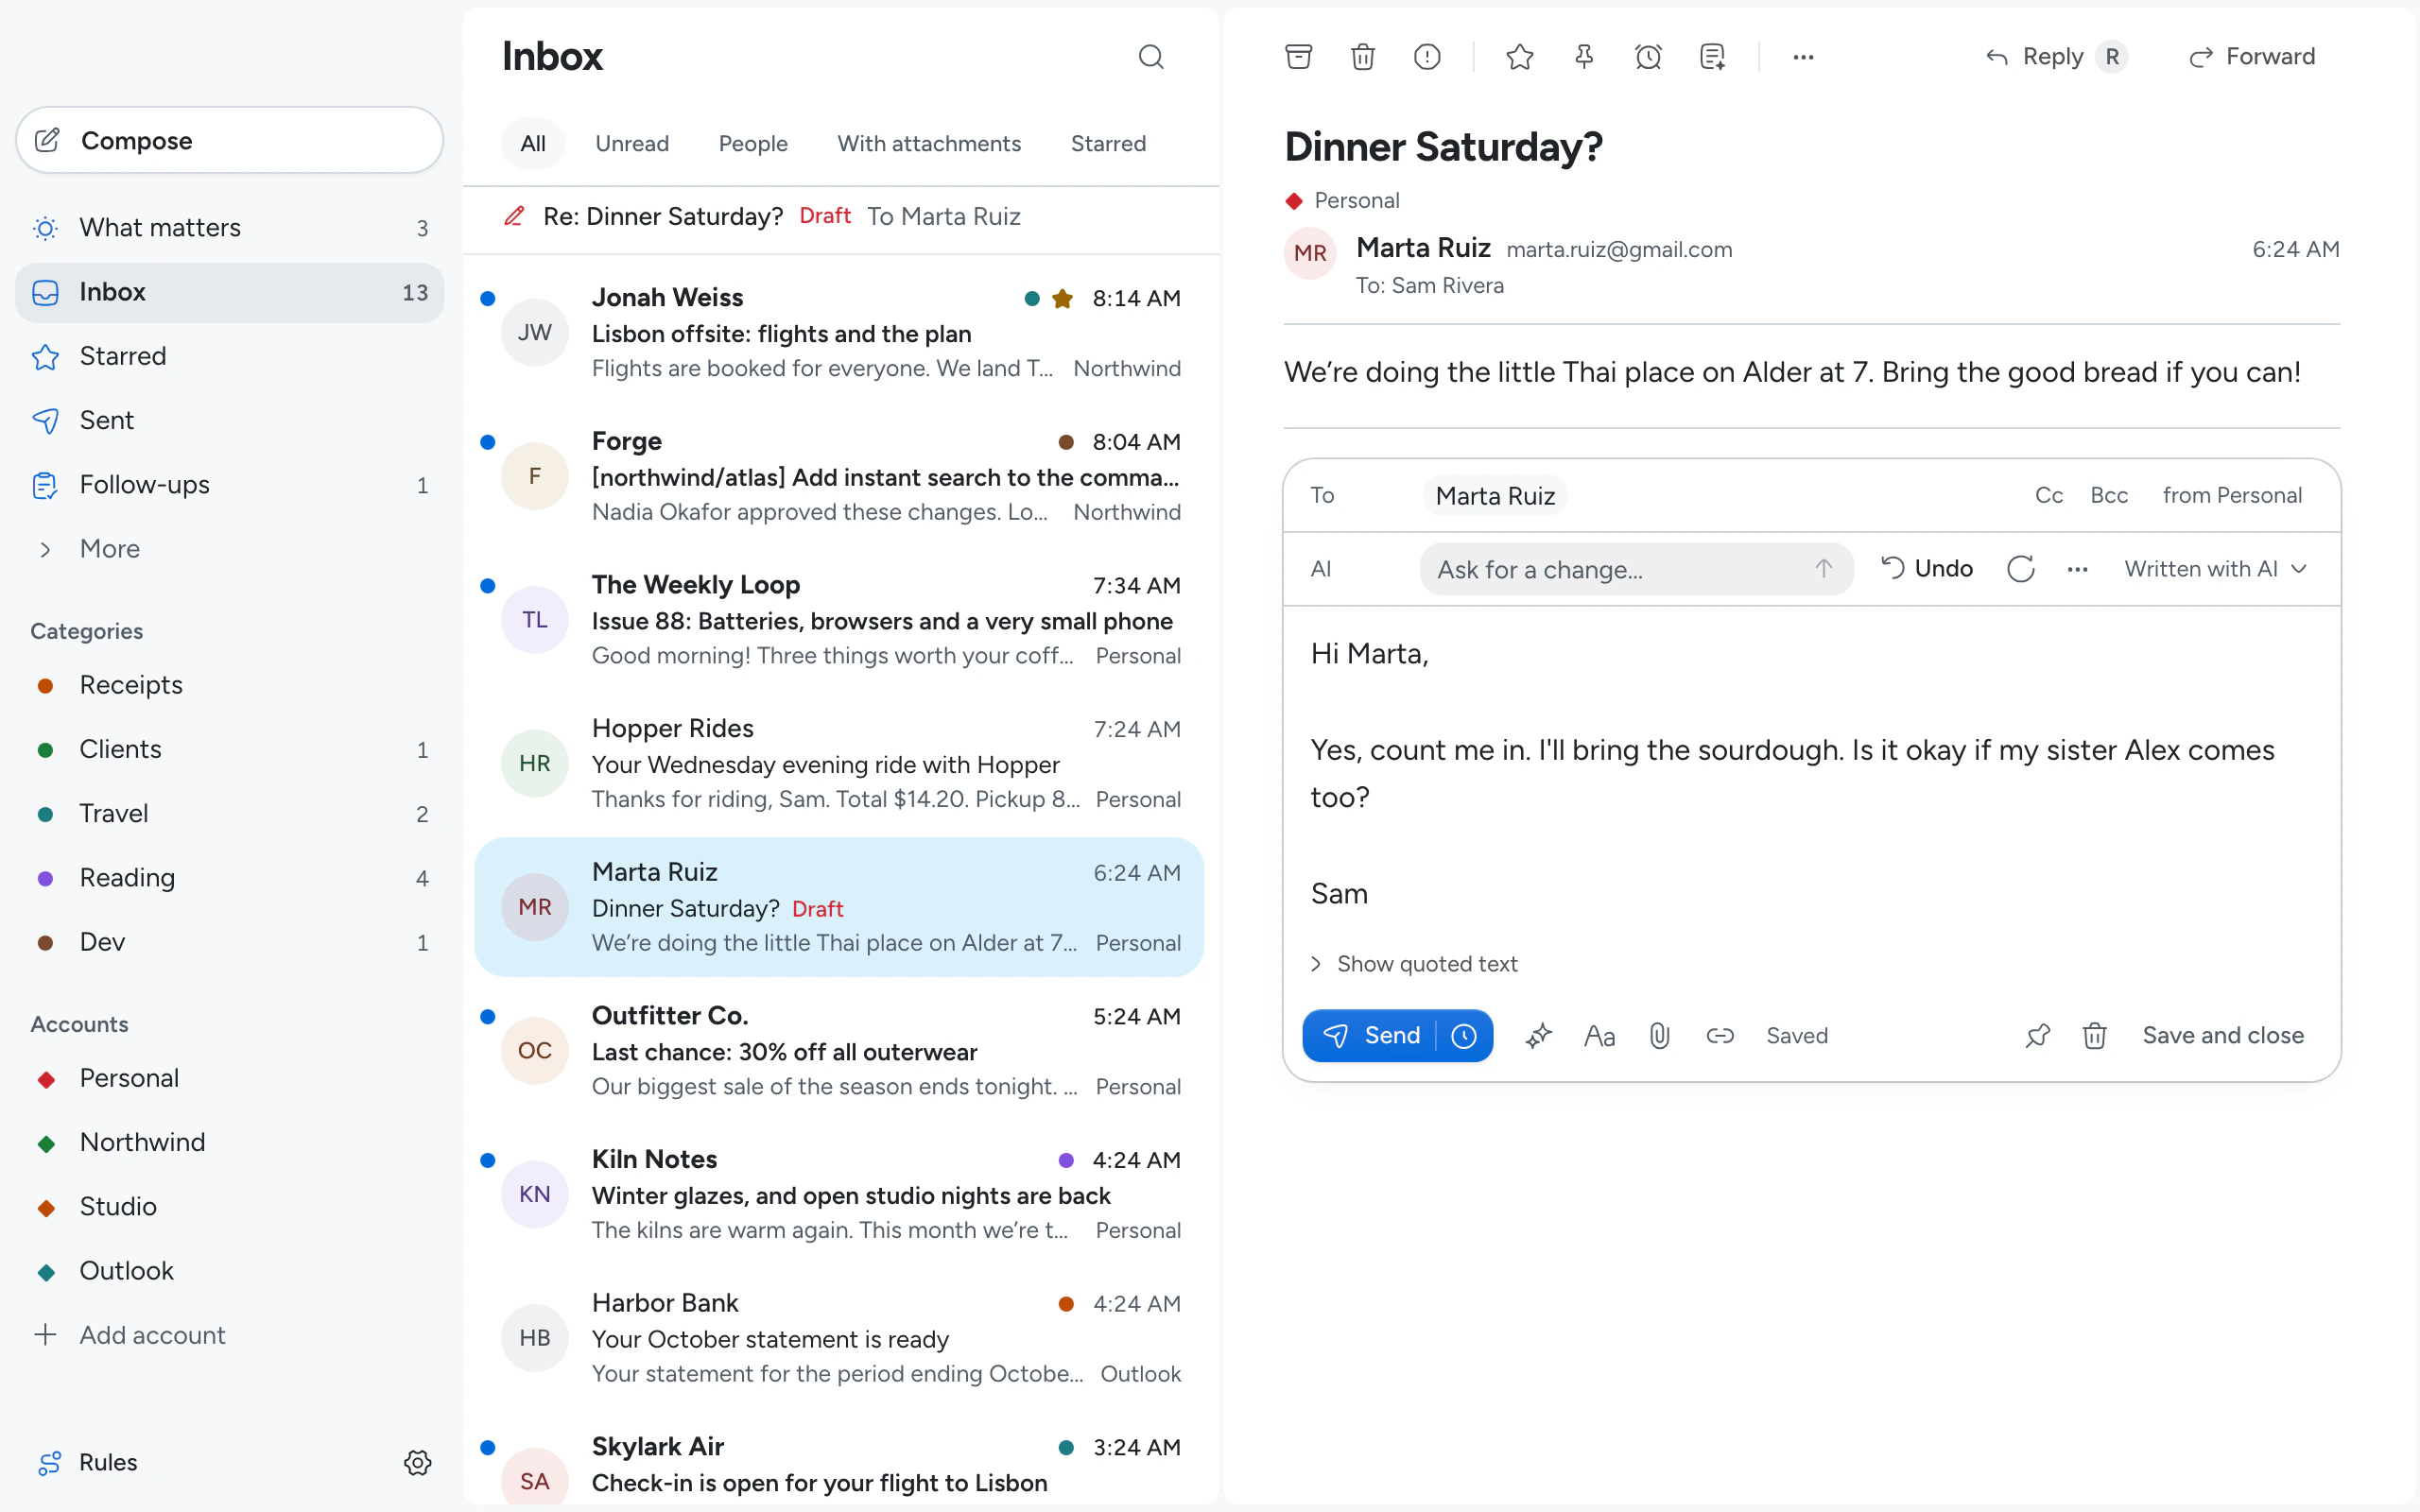 Compose
What matters 3
Inbox 13
Starred
Sent
Follow-ups 1
More
Categories
Receipts
Clients 1
Travel 2
Reading 4
Dev 1
Accounts
Personal
Northwind
Studio
Outlook
Add account
Rules
Inbox
All Unread People With attachments Starred
Re: Dinner Saturday? Draft To Marta Ruiz
JW
Jonah Weiss 8:14 AM
Lisbon offsite: flights and the plan
Flights are booked for everyone. We land T... Northwind
F
Forge 8:04 AM
[northwind/atlas] Add instant search to the comma...
Nadia Okafor approved these changes. Lo... Northwind
TL
The Weekly Loop 7:34 AM
Issue 88: Batteries, browsers and a very small phone
Good morning! Three things worth your coff... Personal
HR
Hopper Rides 7:24 AM
Your Wednesday evening ride with Hopper
Thanks for riding, Sam. Total $14.20. Pickup 8... Personal
MR
Marta Ruiz 6:24 AM
Dinner Saturday? Draft
We’re doing the little Thai place on Alder at 7... Personal
OC
Outfitter Co. 5:24 AM
Last chance: 30% off all outerwear
Our biggest sale of the season ends tonight. ... Personal
KN
Kiln Notes 4:24 AM
Winter glazes, and open studio nights are back
The kilns are warm again. This month we’re t... Personal
HB
Harbor Bank 4:24 AM
Your October statement is ready
Your statement for the period ending Octobe... Outlook
SA
Skylark Air 3:24 AM
Check-in is open for your flight to Lisbon
Reply R Forward
Dinner Saturday?
Personal
MR
Marta Ruiz marta.ruiz@gmail.com 6:24 AM
To: Sam Rivera
We’re doing the little Thai place on Alder at 7. Bring the good bread if you can!
To Marta Ruiz Cc Bcc from Personal
AI Ask for a change... Undo Written with AI
Hi Marta,
Yes, count me in. I'll bring the sourdough. Is it okay if my sister Alex comes
too?
Sam
Show quoted text
Send Aa Saved Save and close